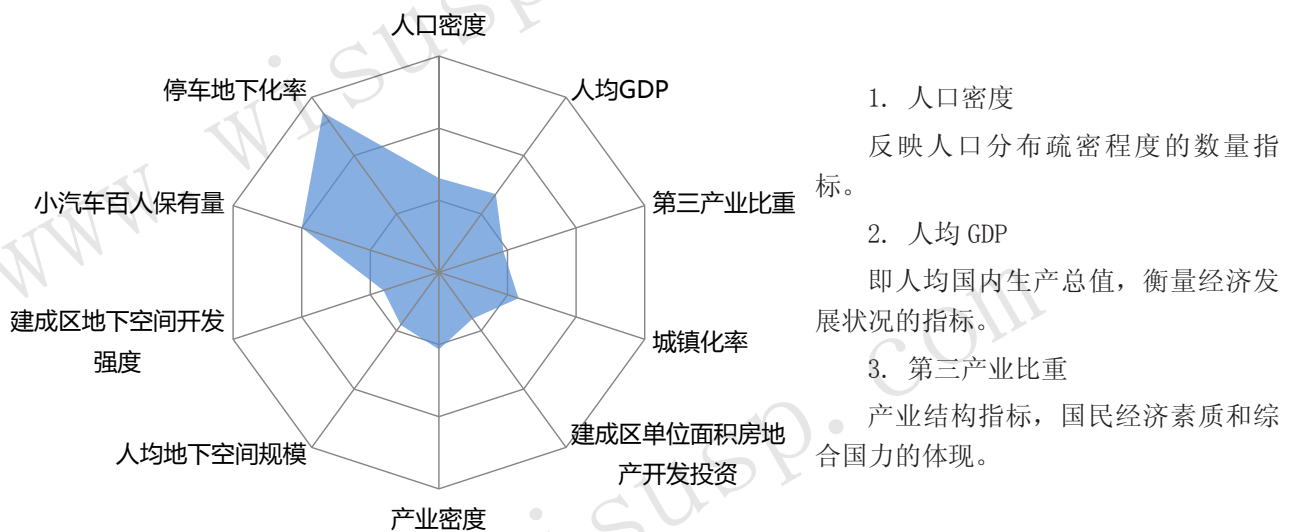 人口密度
停车地下化率
人均GDP
小汽车百人保有量
第三产业比重
建成区地下空间开发
强度
城镇化率
人均地下空间规模
建成区单位面积房地
产开发投资
产业密度
1. 人口密度
反映人口分布疏密程度的数量指
标。
2. 人均 GDP
即人均国内生产总值，衡量经济发
展状况的指标。
3. 第三产业比重
产业结构指标，国民经济素质和综
合国力的体现。
www.wisusp.com